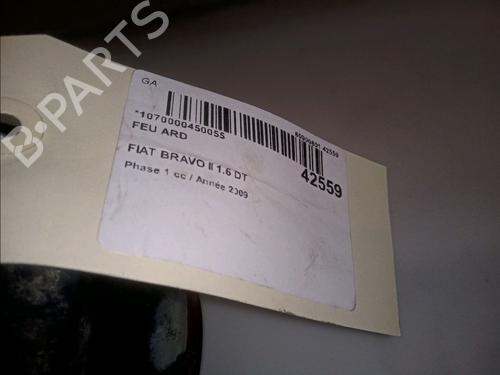 GA
*107000045005S
FEU ARD
FIAT BRAVO II 1.6 DT
Phase 1 cc / Année 2009
42559
B-PARTS